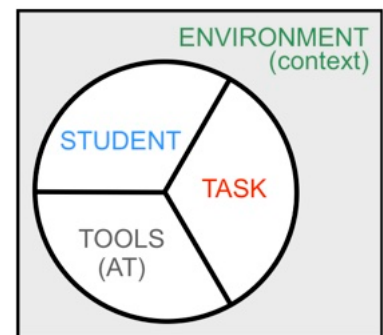 ENVIRONMENT
(context)
STUDENT
TASK
TOOLS
(AT)